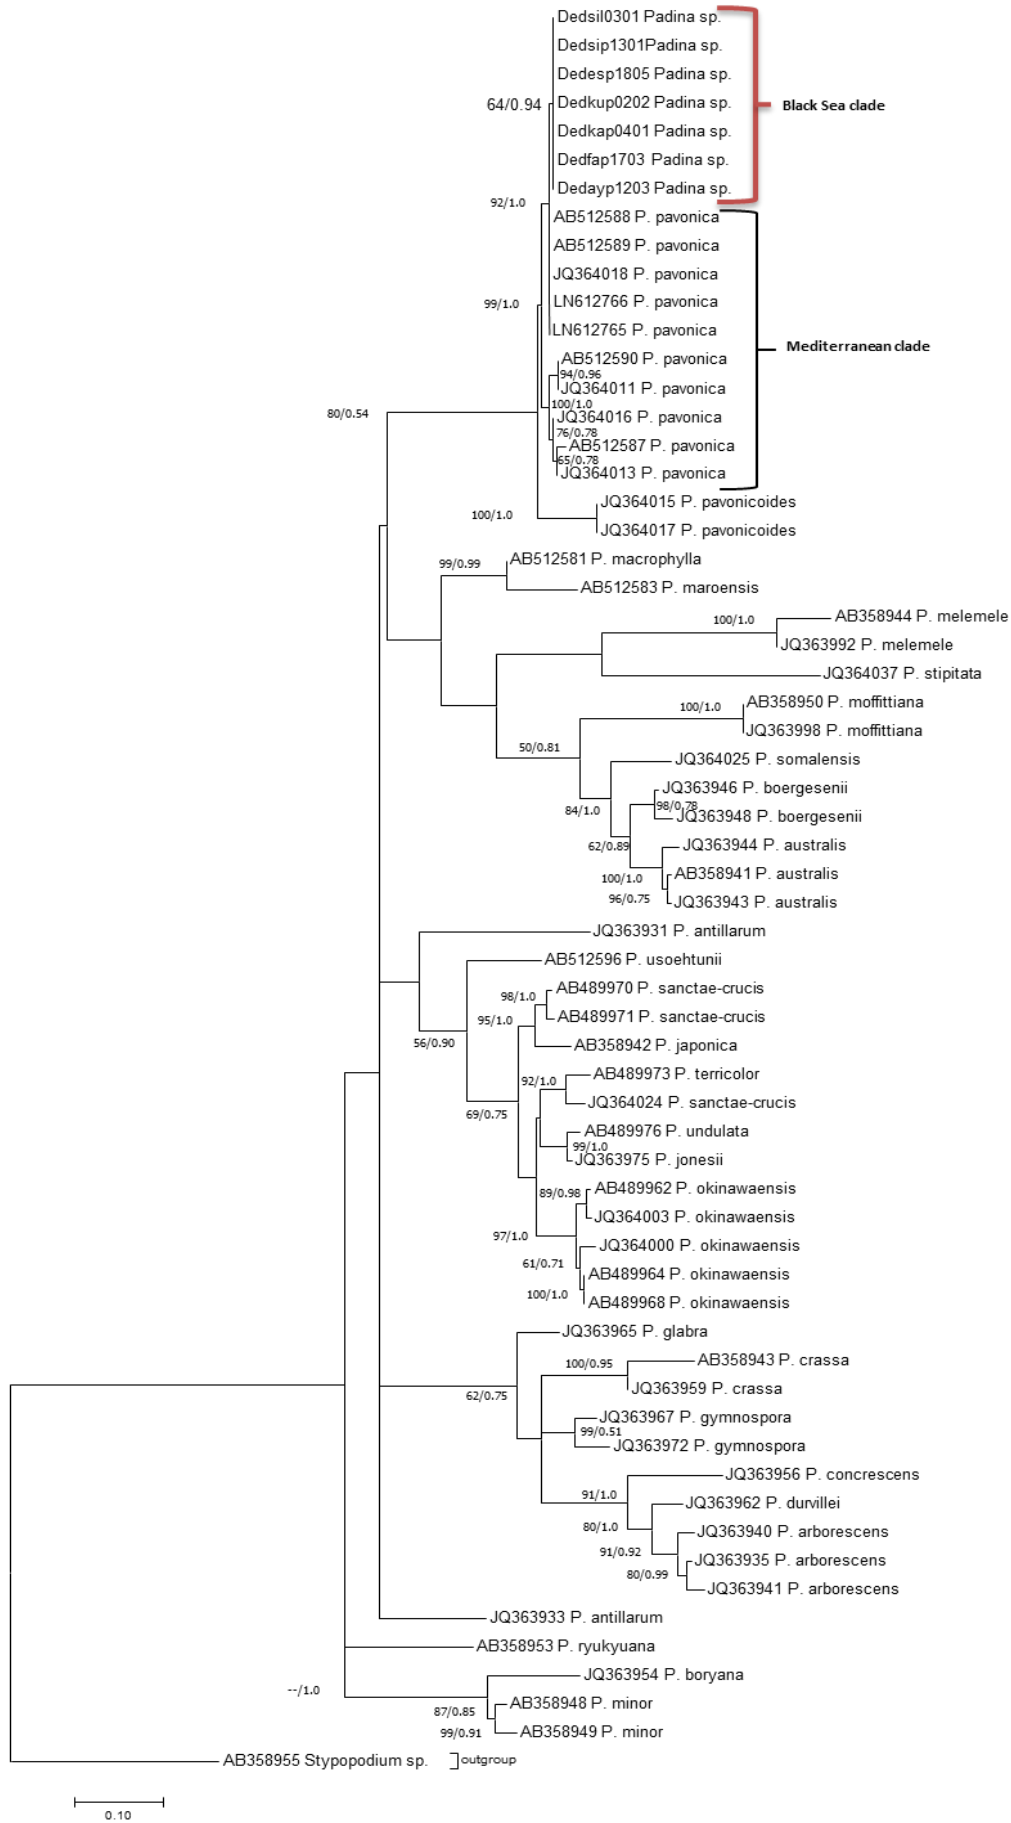 Dedsil0301 Padina sp.
Dedsip1301Padina sp.
Dedesp1805 Padina sp.
64/0.94
Dedkup0202 Padina sp.
Black Sea clade
Dedkap0401 Padina sp.
Dedfap1703 Padina sp.
Dedayp1203 Padina sp.
92/1.0
AB512588 P. pavonica
AB512589 P. pavonica
JQ364018 P. pavonica
99/1.0
LN612766 P. pavonica
LN612765 P. pavonica
Mediterranean clade
AB512590 P. pavonica
94/0.96
JQ364011 P. pavonica
100/1.0
80/0.54
JQ364016 P. pavonica
76/0.78
AB512587 P. pavonica
65/0.78
JQ364013 P. pavonica
JQ364015 P. pavonicoides
100/1.0
JQ364017 P. pavonicoides
99/0.99
AB512581 P. macrophylla
AB512583 P. maroensis
100/1.0
AB358944 P. melemele
JQ363992 P. melemele
JQ364037 P. stipitata
100/1.0
AB358950 P. moffittiana
JQ363998 P. moffittiana
50/0.81
JQ364025 P. somalensis
JQ363946 P. boergesenii
98/0.78
84/1.0
JQ363948 P. boergesenii
62/0.89
JQ363944 P. australis
100/1.0
AB358941 P. australis
96/0.75
JQ363943 P. australis
JQ363931 P. antillarum
AB512596 P. usoehtunii
98/1.0
AB489970 P. sanctae-crucis
95/1.0
AB489971 P. sanctae-crucis
56/0.90
AB358942 P. japonica
92/1.0
AB489973 P. terricolor
69/0.75
JQ364024 P. sanctae-crucis
AB489976 P. undulata
99/1.0
JQ363975 P. jonesii
89/0.98
AB489962 P. okinawaensis
JQ364003 P. okinawaensis
97/1.0
JQ364000 P. okinawaensis
61/0.71
AB489964 P. okinawaensis
100/1.0
AB489968 P. okinawaensis
JQ363965 P. glabra
100/0.95
AB358943 P. crassa
62/0.75
JQ363959 P. crassa
JQ363967 P. gymnospora
99/0.51
JQ363972 P. gymnospora
JQ363956 P. concrescens
91/1.0
JQ363962 P. durvillei
80/1.0
JQ363940 P. arborescens
91/0.92
JQ363935 P. arborescens
80/0.99
JQ363941 P. arborescens
JQ363933 P. antillarum
AB358953 P. ryukyuana
--/1.0
JQ363954 P. boryana
87/0.85
AB358948 P. minor
99/0.91
AB358949 P. minor
AB358955 Stypopodium sp.
outgroup
0.10